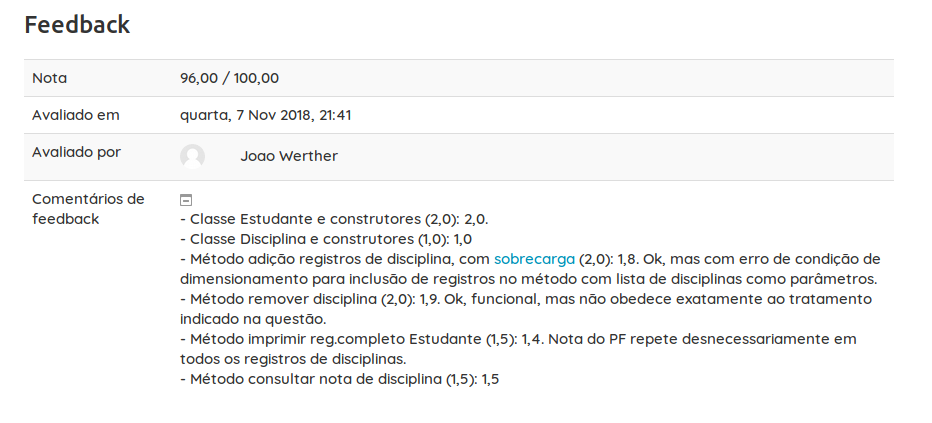 Feedback
Nota 96,00 / 100,00
Avaliado em quarta, 7 Nov 2018, 21:41
Avaliado por Joao Werther
Comentários de feedback
- Classe Estudante e construtores (2,0): 2,0.
- Classe Disciplina e construtores (1,0): 1,0
- Método adição registros de disciplina, com sobrecarga (2,0): 1,8. Ok, mas com erro de condição de
dimensionamento para inclusão de registros no método com lista de disciplinas como parâmetros.
- Método remover disciplina (2,0): 1,9. Ok, funcional, mas não obedece exatamente ao tratamento
indicado na questão.
- Método imprimir reg.completo Estudante (1,5): 1,4. Nota do PF repete desnecessariamente em
todos os registros de disciplinas.
- Método consultar nota de disciplina (1,5): 1,5